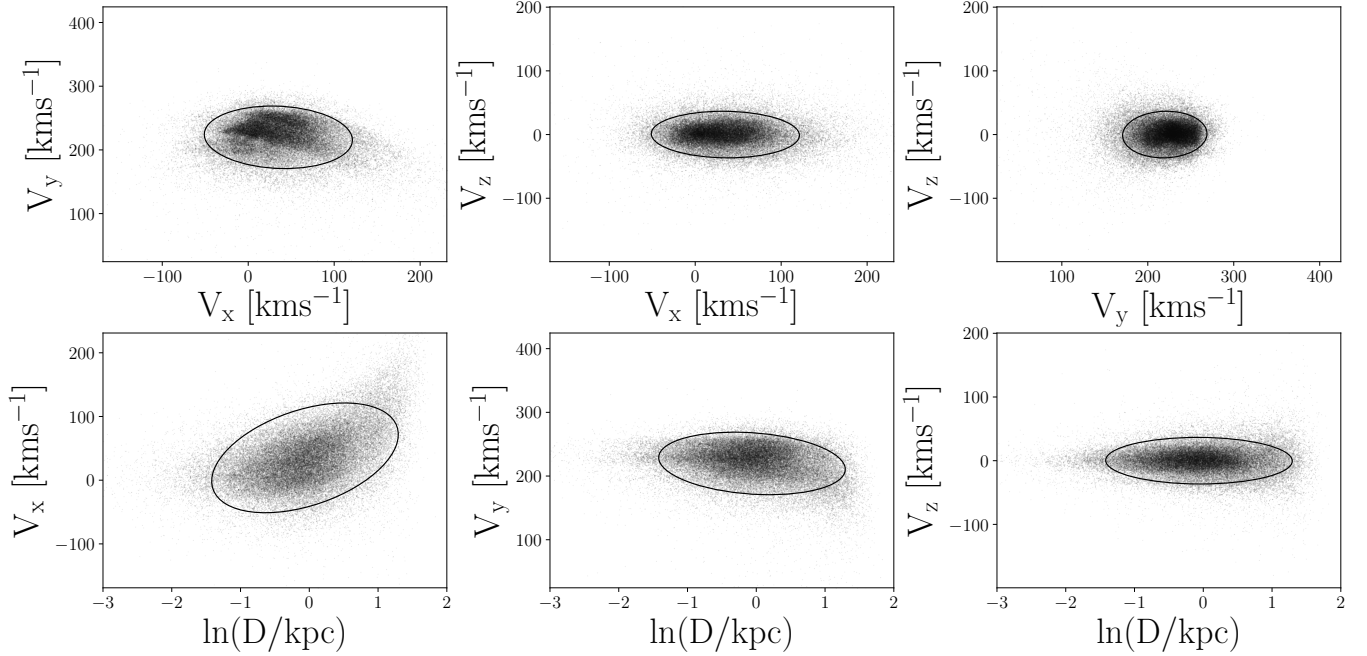 400
300
200
100
V_y [kms^{-1}]
−100 0 100 200
V_x [kms^{-1}]
200
100
0
−100
V_z [kms^{-1}]
−100 0 100 200
V_x [kms^{-1}]
200
100
0
−100
V_z [kms^{-1}]
100 200 300 400
V_y [kms^{-1}]
200
100
0
−100
V_x [kms^{-1}]
−3 −2 −1 0 1 2
ln(D/kpc)
400
300
200
100
V_y [kms^{-1}]
−3 −2 −1 0 1 2
ln(D/kpc)
200
100
0
−100
V_z [kms^{-1}]
−3 −2 −1 0 1 2
ln(D/kpc)